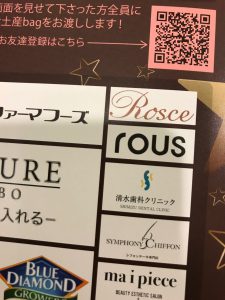 画面を見せて下さった方全員に
土産bagをお渡しします！
お友達登録はこちら
Rosce
ファーマフーズ
rous
清水歯科クリニック
SHIMIZU DENTAL CLINIC
URE
BO
入れる−
SYMPHONY CHIFFON
シフォンケーキ専門店
BLUE
DIAMOND
GROWERS
maipiece
BEAUTY ESTHETIC SALON